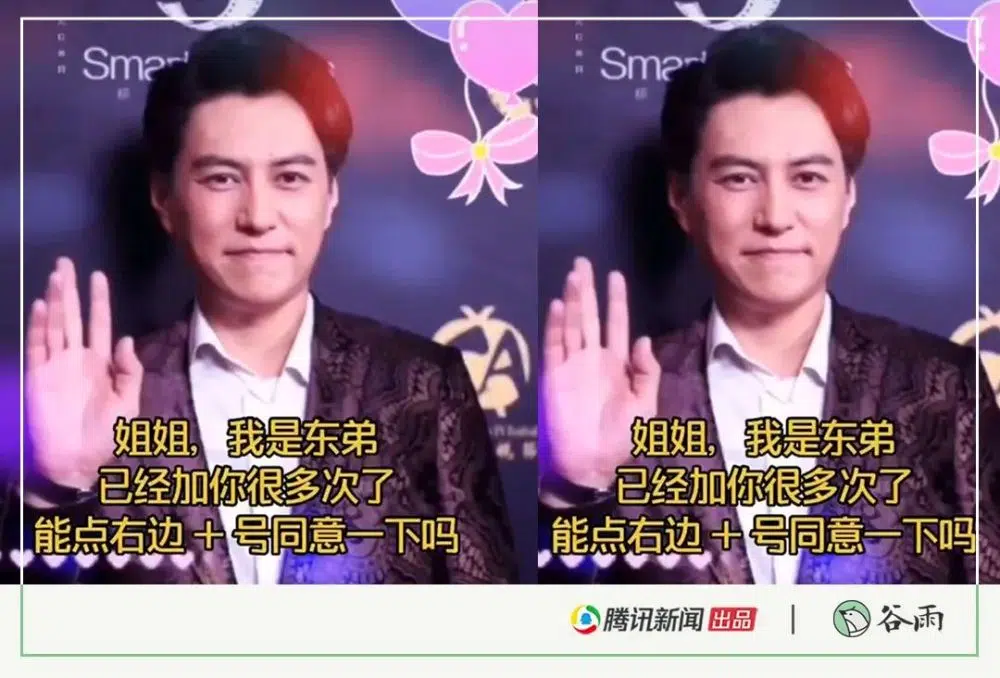 姐姐，我是东弟
已经加你很多次了
能点右边＋号同意一下吗
姐姐，我是东弟
已经加你很多次了
能点右边＋号同意一下吗
腾讯新闻 出品 | 谷雨